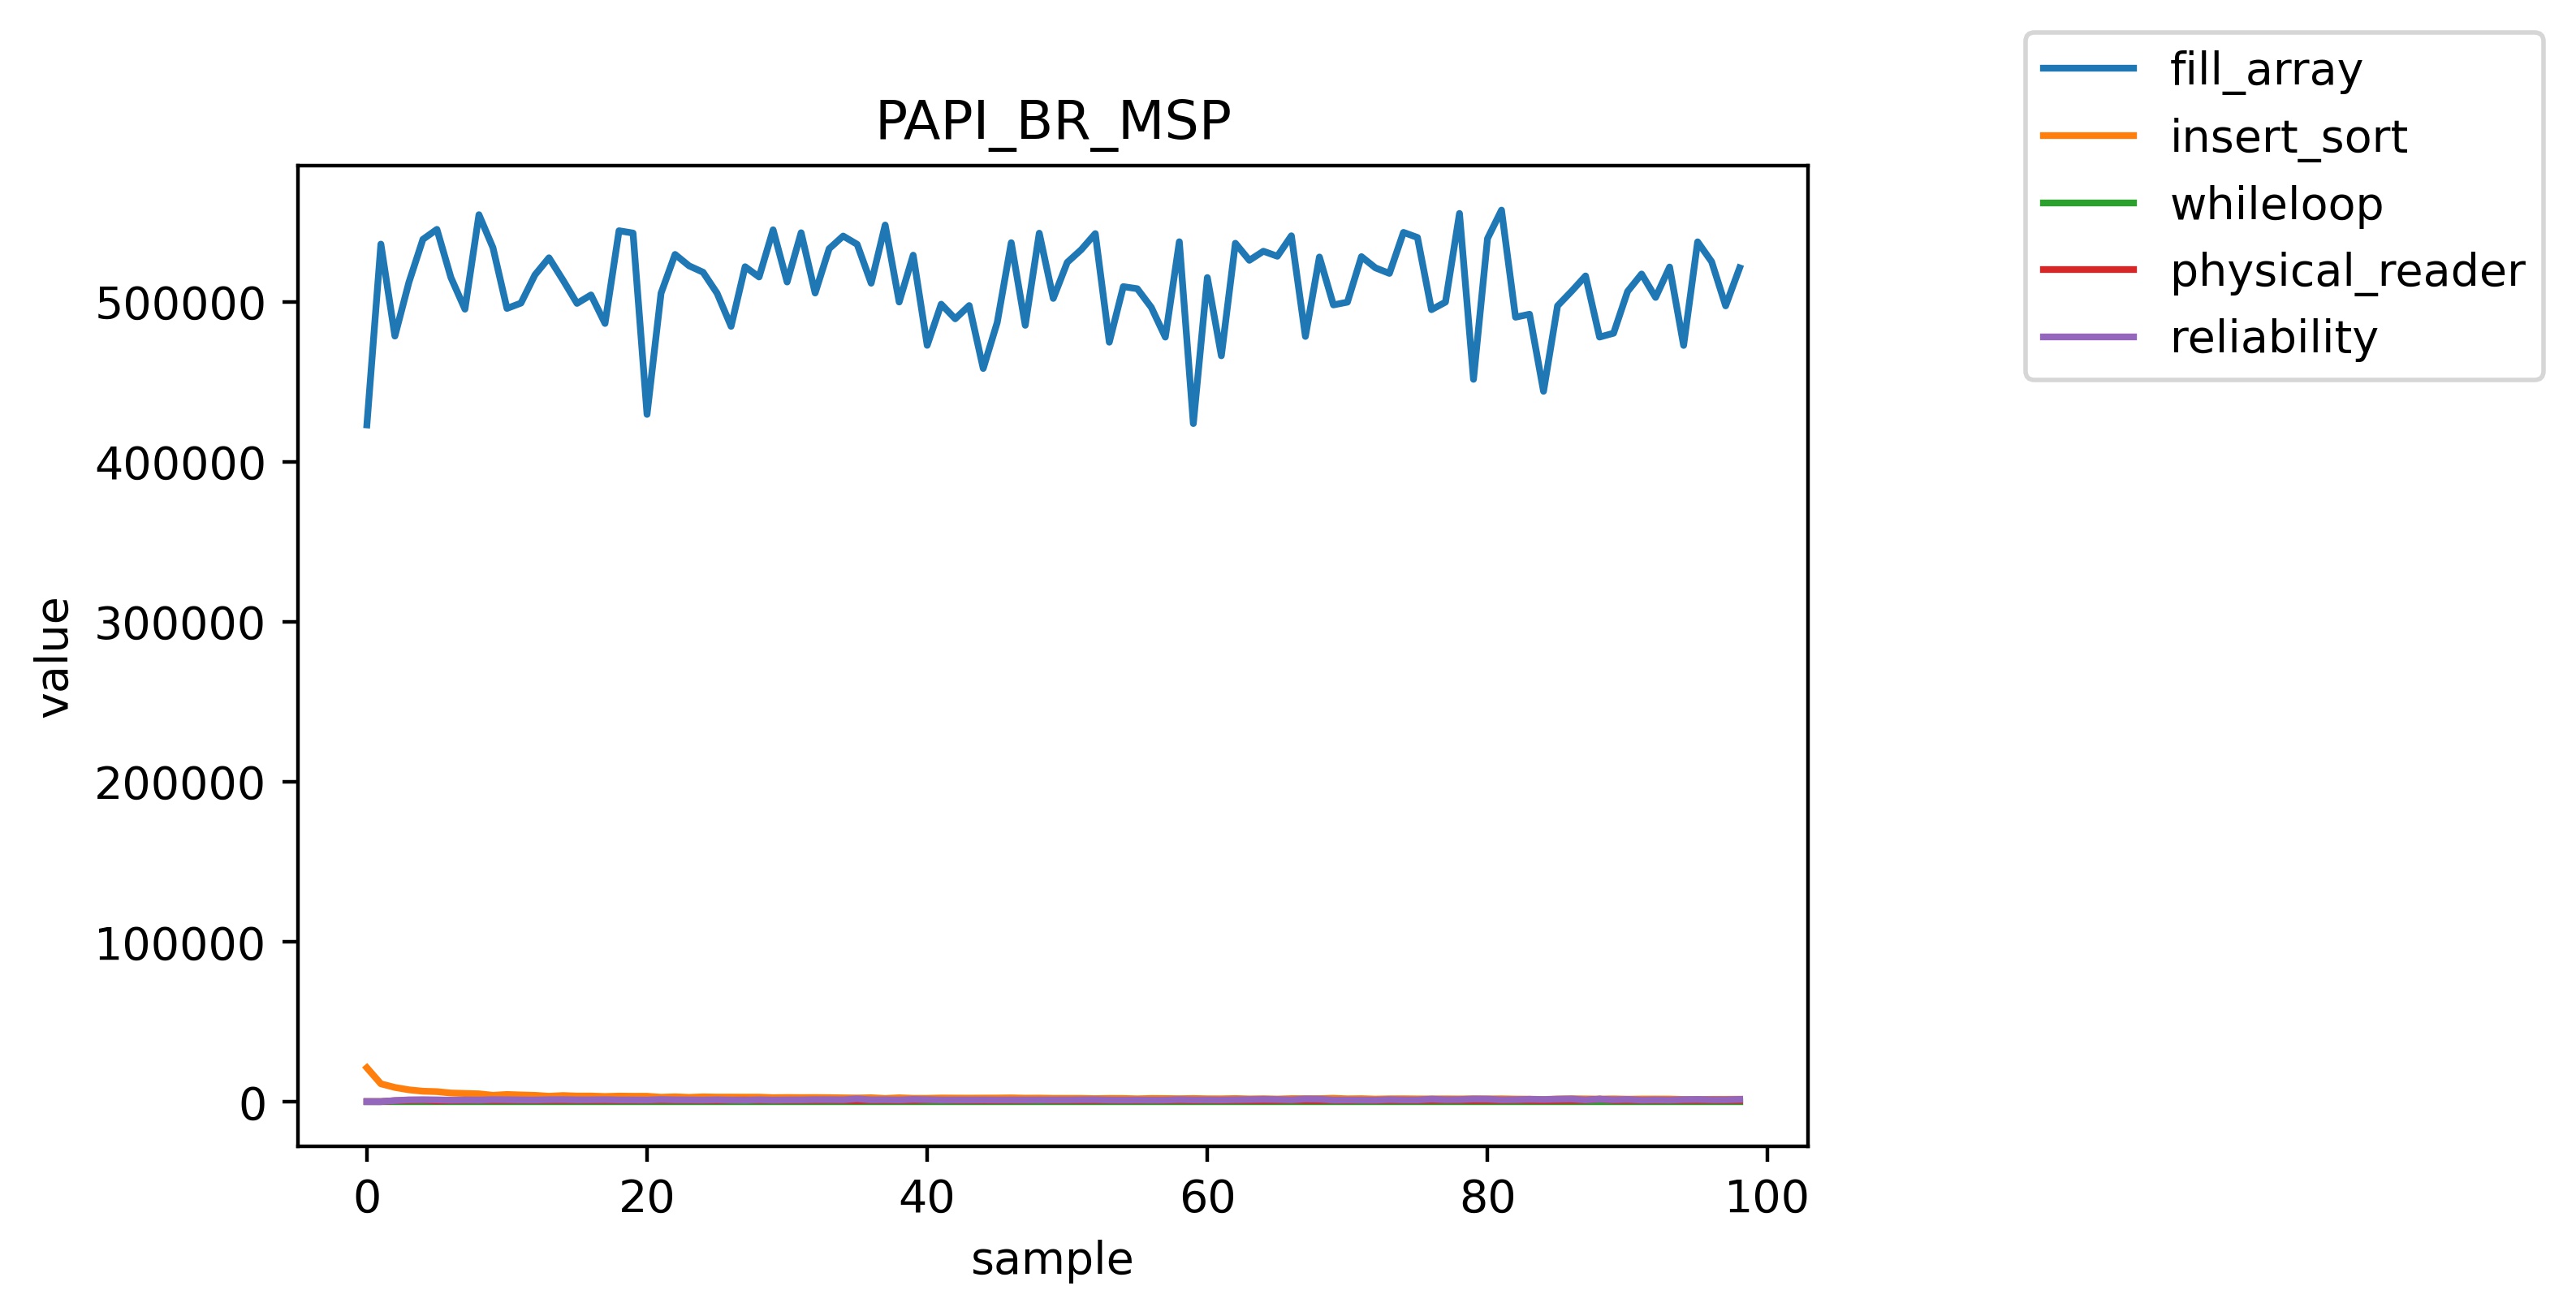 PAPI_BR_MSP
fill_array
insert_sort
whileloop
physical_reader
reliability
value
500000
400000
300000
200000
100000
0
0 20 40 60 80 100
sample